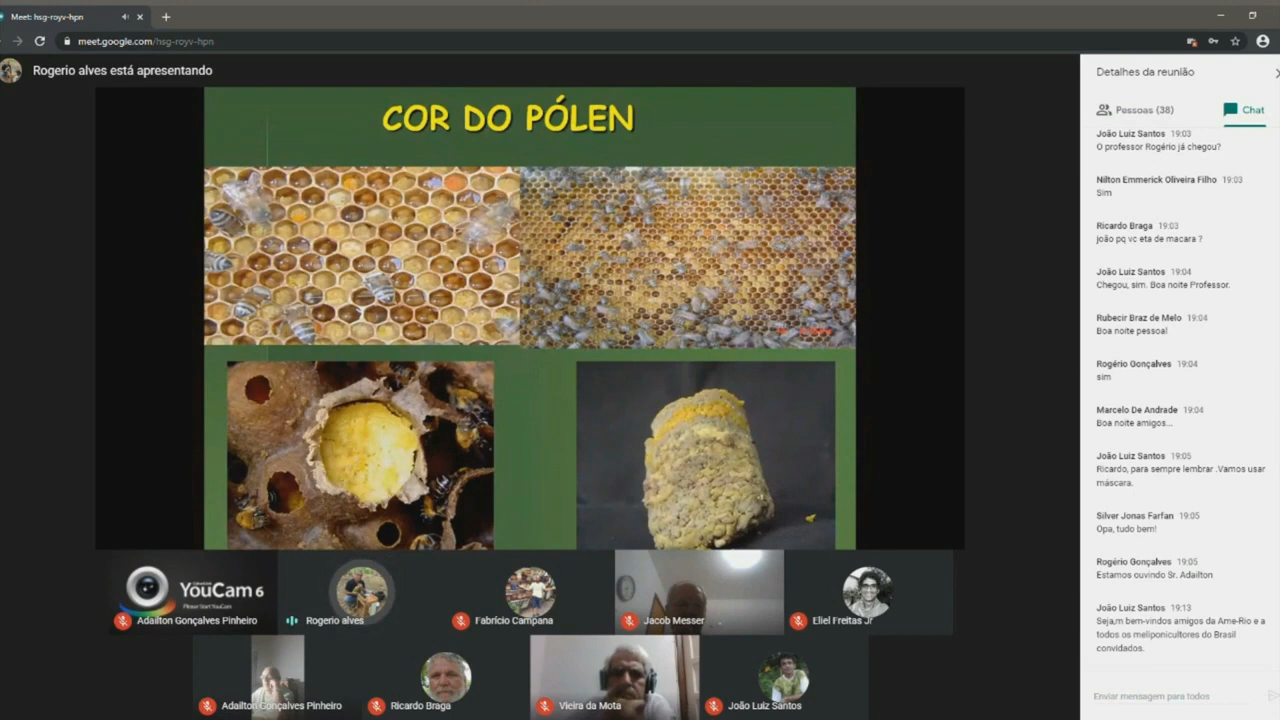 Meet: hsg-royv-hpn
meet.google.com/hsg-royv-hpn
Rogerio alves está apresentando
COR DO PÓLEN
YouCam 6
Please Start YouCam
Adailton Gonçalves Pinheiro
Rogerio alves
Fabrício Campana
Jacob Messer
Eliel Freitas Jr
Adailton Gonçalves Pinheiro
Ricardo Braga
Vieira da Mota
João Luiz Santos
Detalhes da reunião
Pessoas (38)
Chat
João Luiz Santos 19:03
O professor Rogério já chegou?
Nilton Emmerick Oliveira Filho 19:03
Sim
Ricardo Braga 19:03
joão pq vc eta de macara ?
João Luiz Santos 19:04
Chegou, sim. Boa noite Professor.
Rubecir Braz de Melo 19:04
Boa noite pessoal
Rogério Gonçalves 19:04
sim
Marcelo De Andrade 19:04
Boa noite amigos...
João Luiz Santos 19:05
Ricardo, para sempre lembrar .Vamos usar
máscara.
Silver Jonas Farfan 19:05
Opa, tudo bem!
Rogério Gonçalves 19:05
Estamos ouvindo Sr. Adailton
João Luiz Santos 19:13
Seja,m bem-vindos amigos da Ame-Rio e a
todos os meliponicultores do Brasil
convidados.
Enviar mensagem para todos